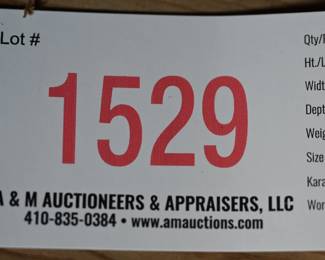 Lot #
1529
A & M AUCTIONEERS & APPRAISERS, LLC
410-835-0384 • www.amauctions.com
Qty/
Ht./L
Widt
Dept
Weig
Size
Kara
Wor